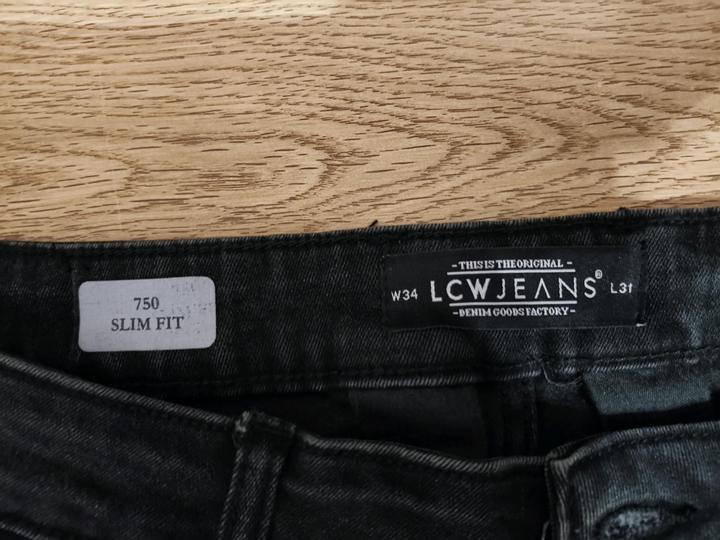 750
SLIM FIT
- THIS IS THE ORIGINAL -
W34 LCWJEANS® L31
- DENIM GOODS FACTORY -